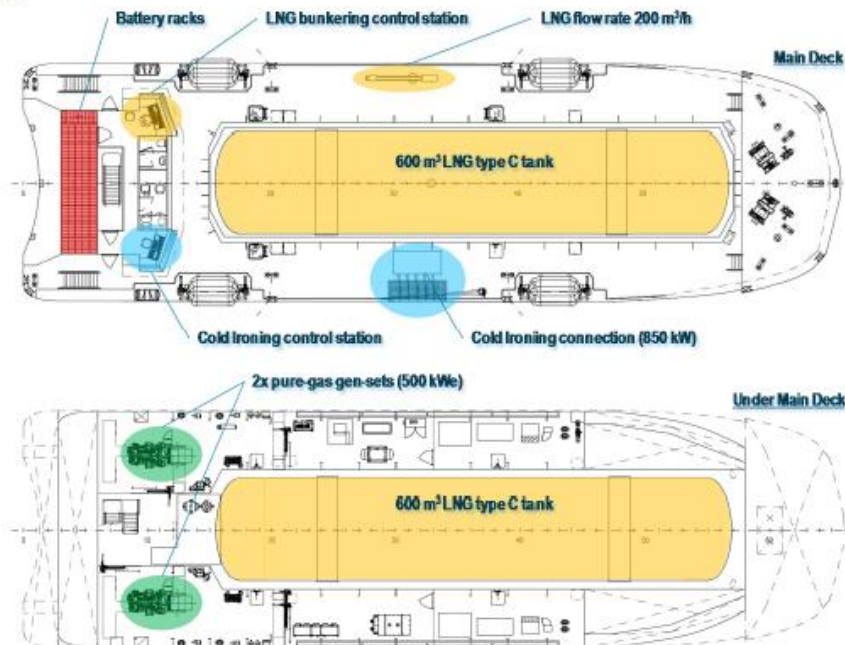 Battery racks
LNG bunkering control station
LNG flow rate 200 m³/h
Main Deck
600 m³ LNG type C tank
Cold Ironing control station
Cold Ironing connection (850 kW)
2x pure-gas gen-sets (500 kWe)
Under Main Deck
600 m³ LNG type C tank